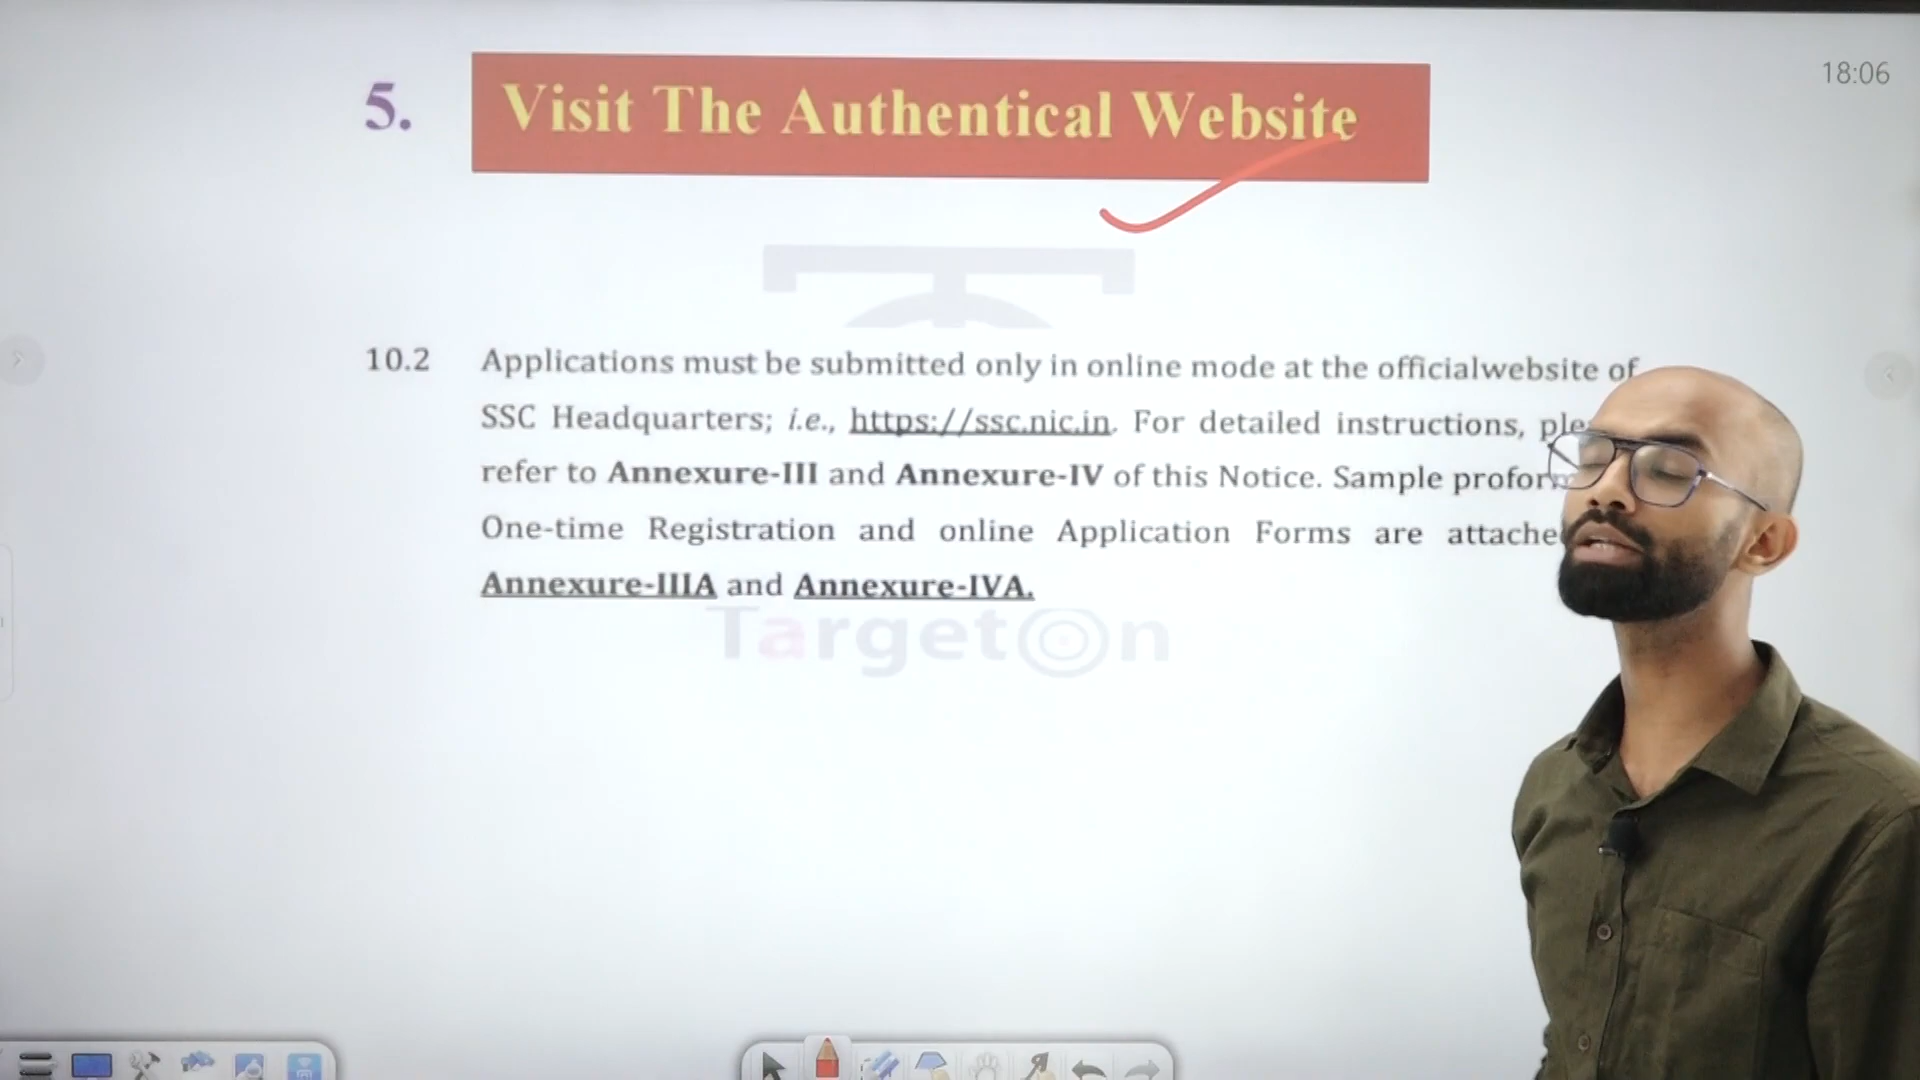 18:06
5. Visit The Authentical Website
10.2 Applications must be submitted only in online mode at the officialwebsite of
SSC Headquarters; i.e., https://ssc.nic.in. For detailed instructions,
refer to Annexure-III and Annexure-IV of this Notice. Sample
One-time Registration and online Application Forms are
Annexure-IIIA and Annexure-IVA.
TargetOn